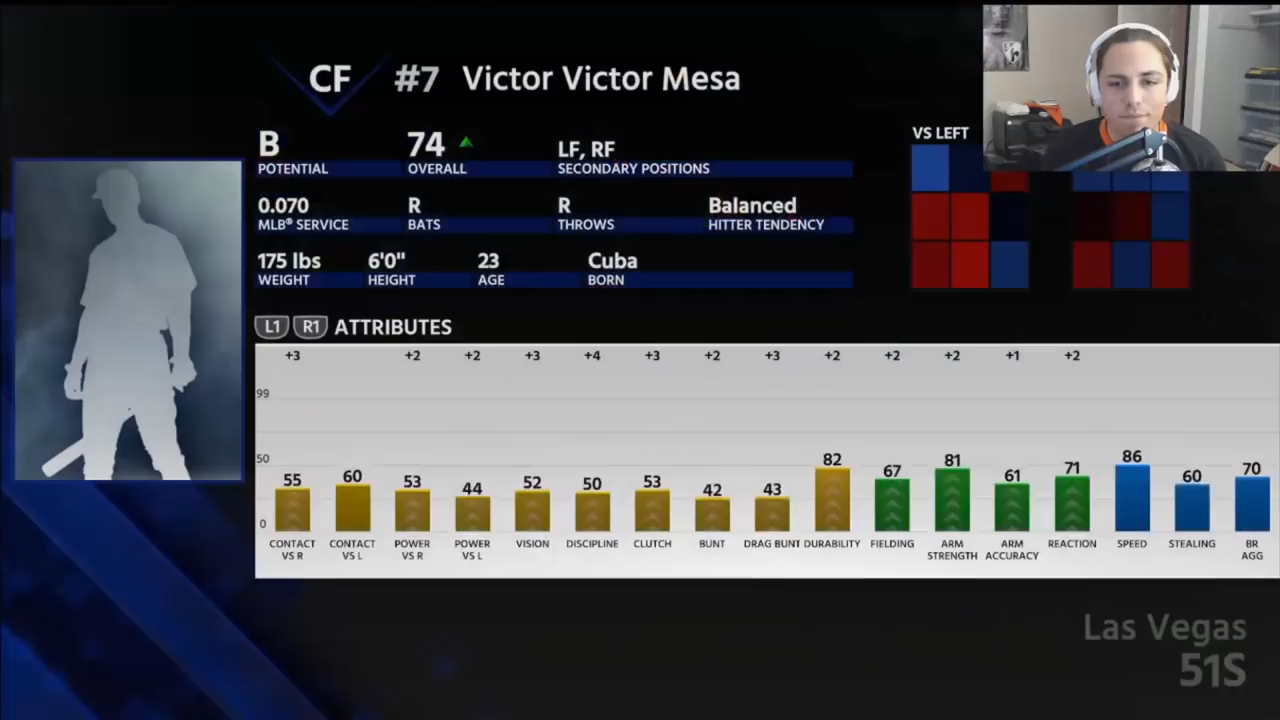 CF #7 Victor Victor Mesa
B 74 LF, RF
POTENTIAL OVERALL SECONDARY POSITIONS
0.070 R R Balanced
MLB® SERVICE BATS THROWS HITTER TENDENCY
175 lbs 6'0" 23 Cuba
WEIGHT HEIGHT AGE BORN
VS LEFT
L1 R1 ATTRIBUTES
+3 +2 +2 +3 +4 +3 +2 +3 +2 +2 +2 +1 +2
99
50
0
55 60 53 44 52 50 53 42 43 82 67 81 61 71 86 60 70
CONTACT CONTACT POWER POWER VISION DISCIPLINE CLUTCH BUNT DRAG BUNT DURABILITY FIELDING ARM ARM REACTION SPEED STEALING BR
VS R VS L VS R VS L STRENGTH ACCURACY AGG
Las Vegas
51S